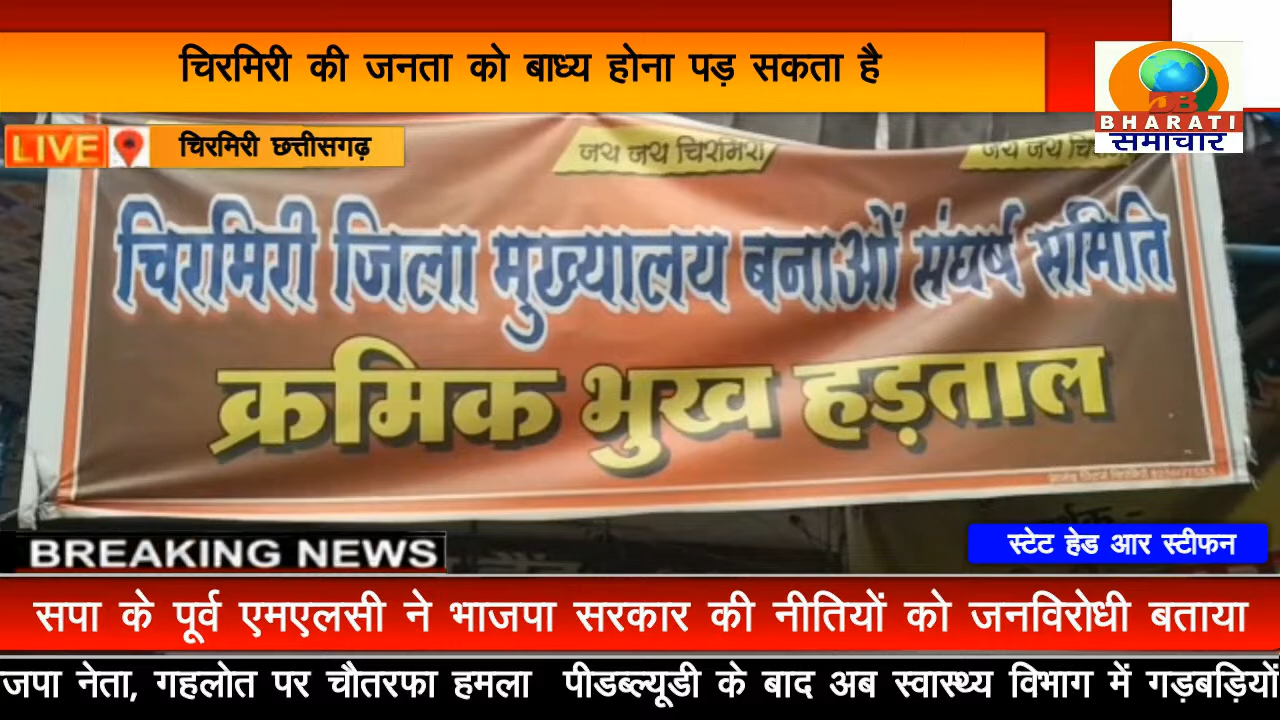 चिरमिरी की जनता को बाध्य होना पड़ सकता है
BHARATI
समाचार
LIVE
चिरमिरी छत्तीसगढ़
जय जय चिरमिरी
जय जय
चिरमिरी जिला मुख्यालय बनाओं संघर्ष समिति
क्रमिक भुख हड़ताल
BREAKING NEWS
स्टेट हेड आर स्टीफन
सपा के पूर्व एमएलसी ने भाजपा सरकार की नीतियों को जनविरोधी बताया
जपा नेता, गहलोत पर चौतरफा हमला पीडब्ल्यूडी के बाद अब स्वास्थ्य विभाग में गड़बड़ियों